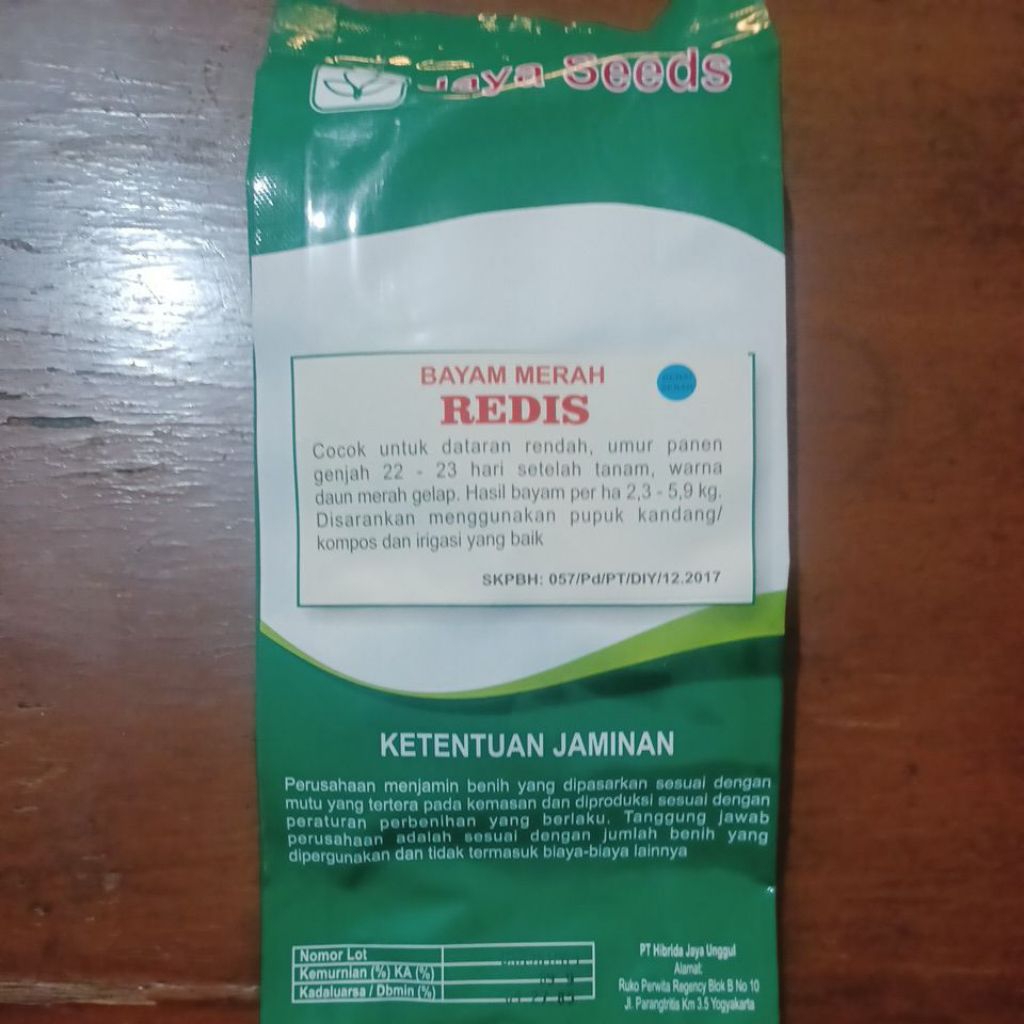 Jaya Seeds
BAYAM MERAH
REDIS
Cocok untuk dataran rendah, umur panen
genjah 22 - 23 hari setelah tanam, warna
daun merah gelap. Hasil bayam per ha 2,3 - 5,9 kg.
Disarankan menggunakan pupuk kandang/
kompos dan irigasi yang baik
SKPBH: 057/Pd/PT/DIY/12.2017
KETENTUAN JAMINAN
Perusahaan menjamin benih yang dipasarkan sesuai dengan
mutu yang tertera pada kemasan dan diproduksi sesuai dengan
peraturan perbenihan yang berlaku. Tanggung jawab
perusahaan adalah sesuai dengan jumlah benih yang
dipergunakan dan tidak termasuk biaya-biaya lainnya
Nomor Lot
Kemurnian (%) KA (%)
Kadaluarsa / Dbmin (%)
PT Hibrida Jaya Unggul
Alamat:
Ruko Perwita Regency Blok B No 10
Jl. Parangtritis Km 3.5 Yogyakarta